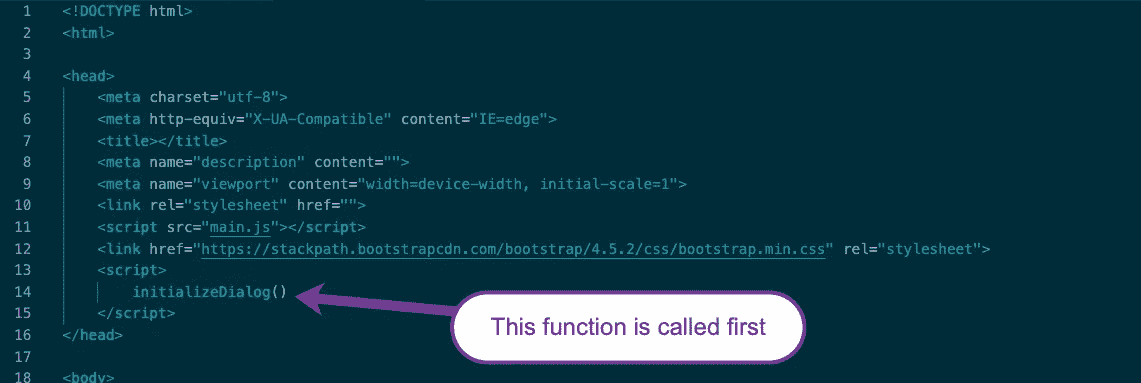 1 <!DOCTYPE html>
2 <html>
3
4 <head>
5 <meta charset="utf-8">
6 <meta http-equiv="X-UA-Compatible" content="IE=edge">
7 <title></title>
8 <meta name="description" content="">
9 <meta name="viewport" content="width=device-width, initial-scale=1">
10 <link rel="stylesheet" href="">
11 <script src="main.js"></script>
12 <link href="https://stackpath.bootstrapcdn.com/bootstrap/4.5.2/css/bootstrap.min.css" rel="stylesheet">
13 <script>
14 initializeDialog()
15 </script>
This function is called first
16 </head>
17
18 <body>